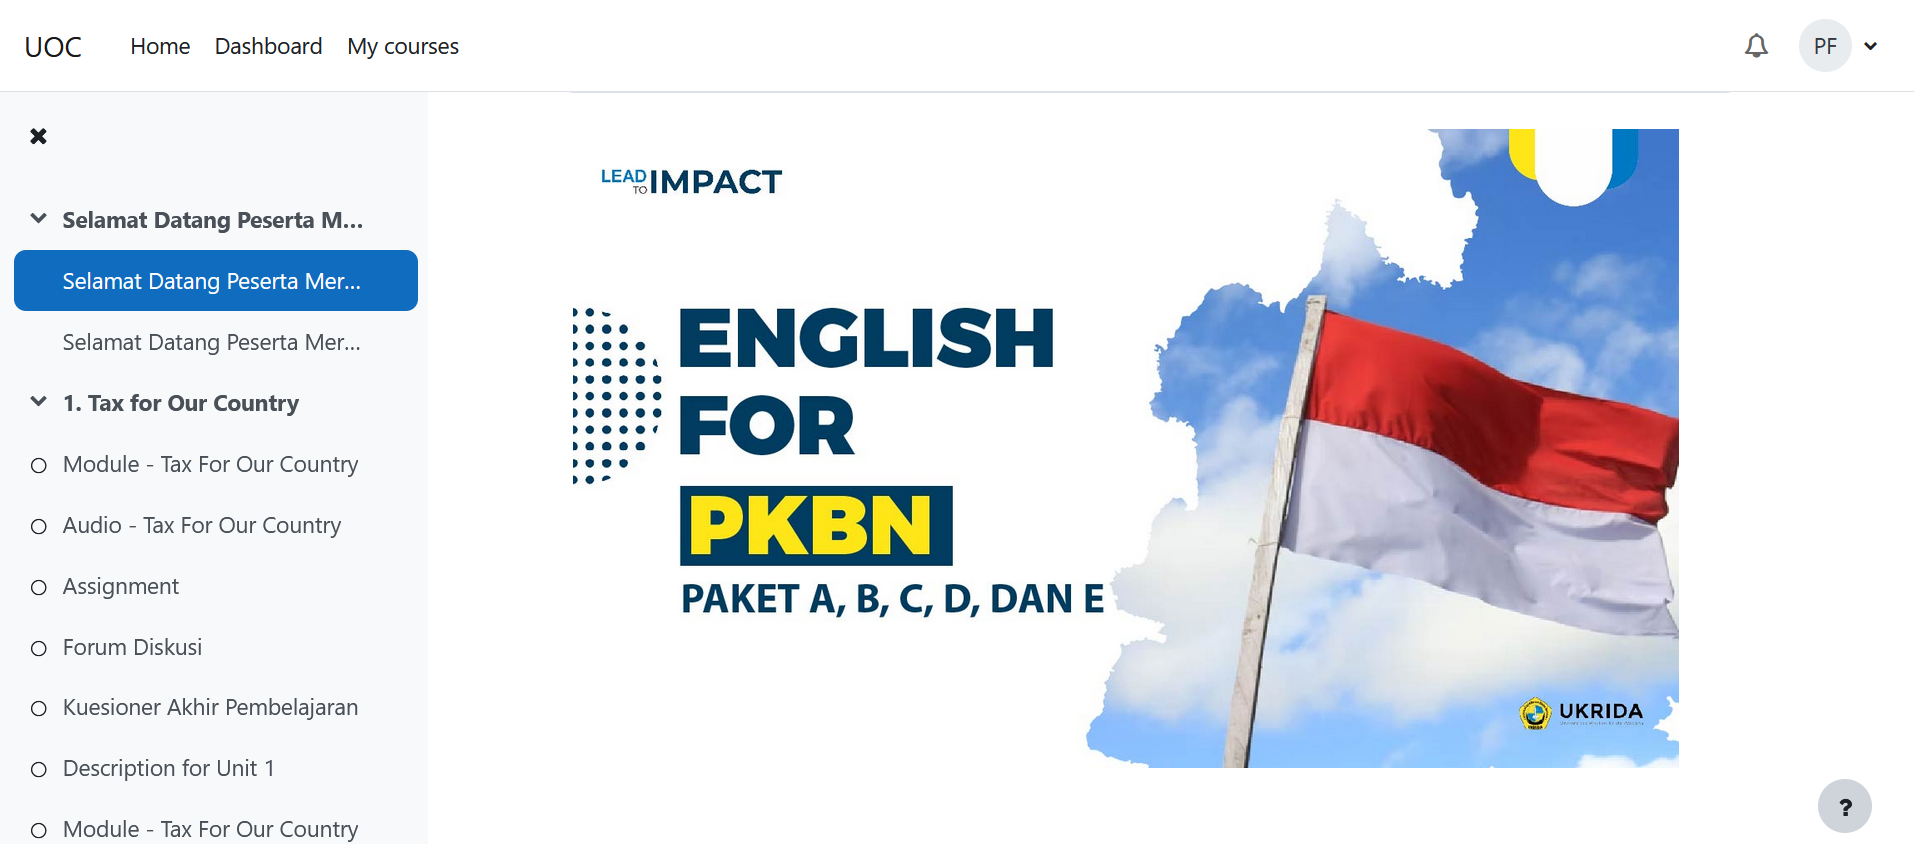 UOC
Home
Dashboard
My courses
PF
Selamat Datang Peserta M...
Selamat Datang Peserta Mer...
Selamat Datang Peserta Mer...
1. Tax for Our Country
Module - Tax For Our Country
Audio - Tax For Our Country
Assignment
Forum Diskusi
Kuesioner Akhir Pembelajaran
Description for Unit 1
Module - Tax For Our Country
LEAD
TO IMPACT
ENGLISH
FOR
PKBN
PAKET A, B, C, D, DAN E
UKRIDA
?